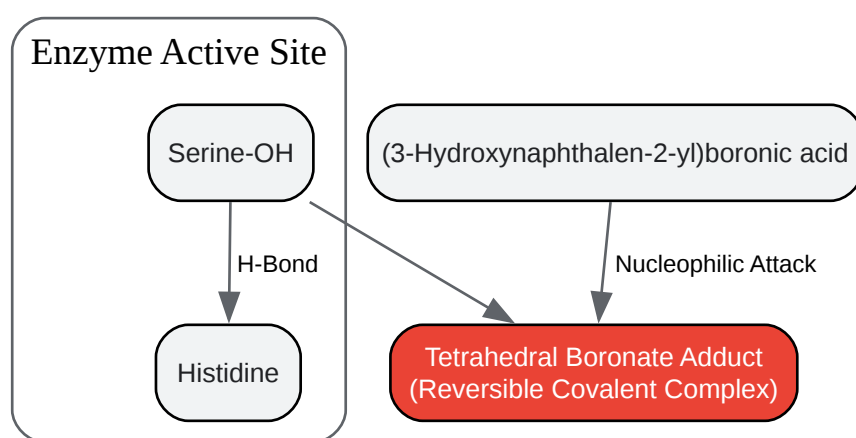 Enzyme Active Site
Serine-OH
(3-Hydroxynaphthalen-2-yl)boronic acid
H-Bond
Nucleophilic Attack
Histidine
Tetrahedral Boronate Adduct
(Reversible Covalent Complex)